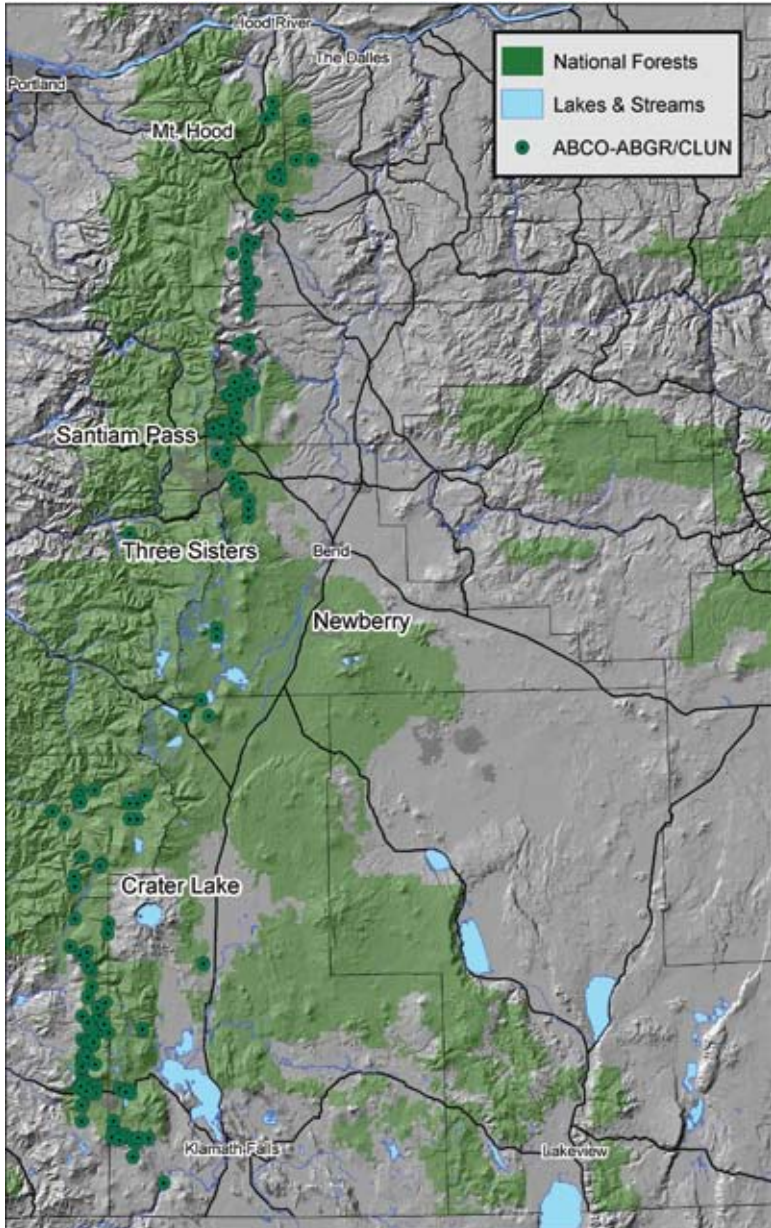 Hood River
The Dalles
Portland
Mt. Hood
National Forests
Lakes & Streams
ABCO-ABGR/CLUN
Santiam Pass
Three Sisters
Bend
Newberry
Crater Lake
Klamath Falls
Lakeview